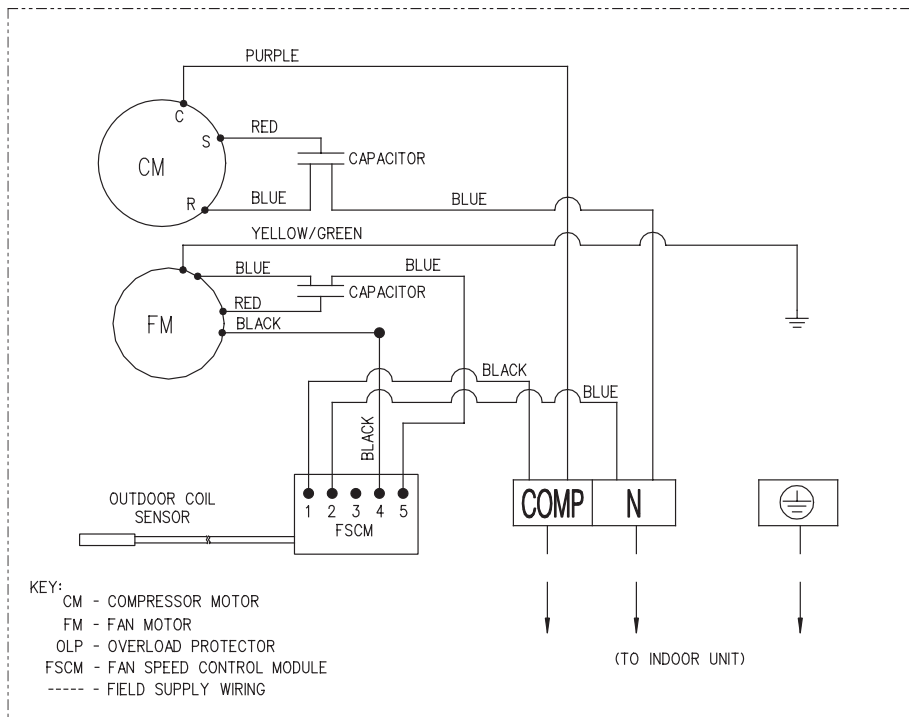 PURPLE
C
RED
S
CM
CAPACITOR
R
BLUE
BLUE
YELLOW/GREEN
BLUE
BLUE
CAPACITOR
RED
FM
BLACK
BLACK
BLUE
BLACK
COMP
N
1 2 3 4 5
FSCM
OUTDOOR COIL
SENSOR
KEY:
CM - COMPRESSOR MOTOR
FM - FAN MOTOR
OLP - OVERLOAD PROTECTOR
FSCM - FAN SPEED CONTROL MODULE
----- - FIELD SUPPLY WIRING
(TO INDOOR UNIT)